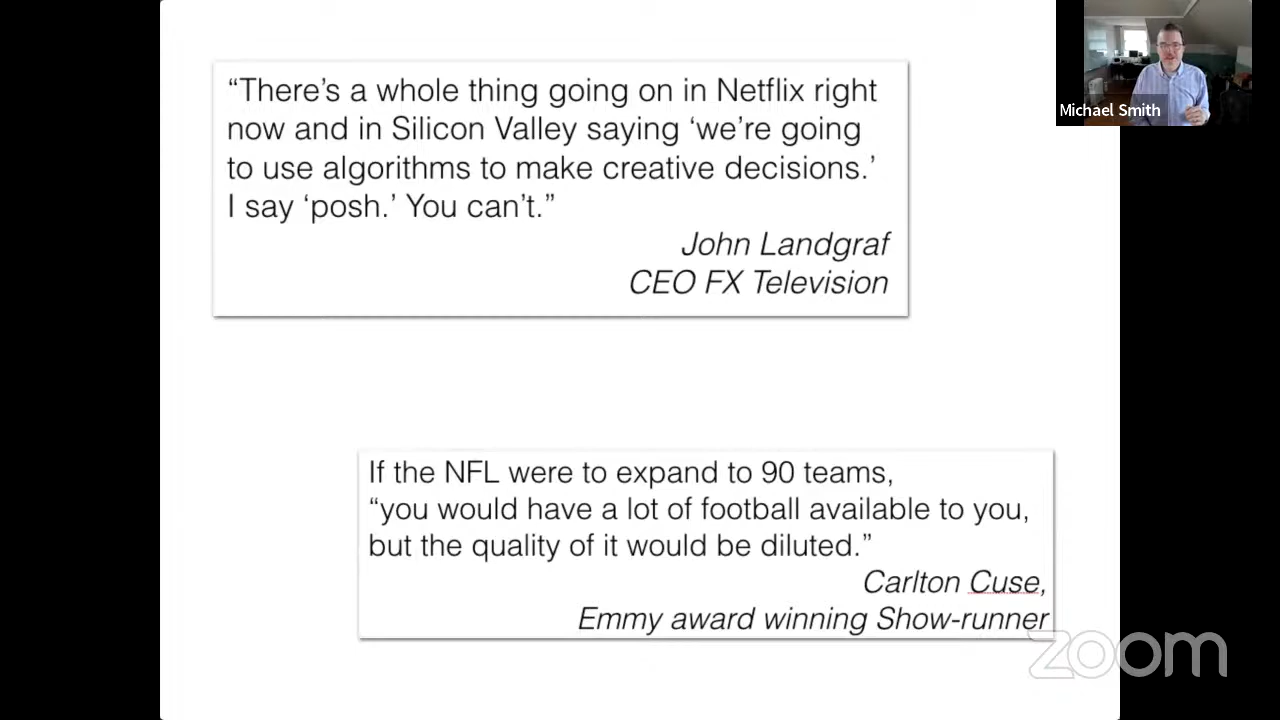 “There’s a whole thing going on in Netflix right
now and in Silicon Valley saying ‘we’re going
to use algorithms to make creative decisions.’
I say ‘posh.’ You can’t.”
John Landgraf
CEO FX Television
Michael Smith
If the NFL were to expand to 90 teams,
“you would have a lot of football available to you,
but the quality of it would be diluted.”
Carlton Cuse,
Emmy award winning Show-runner
zoom